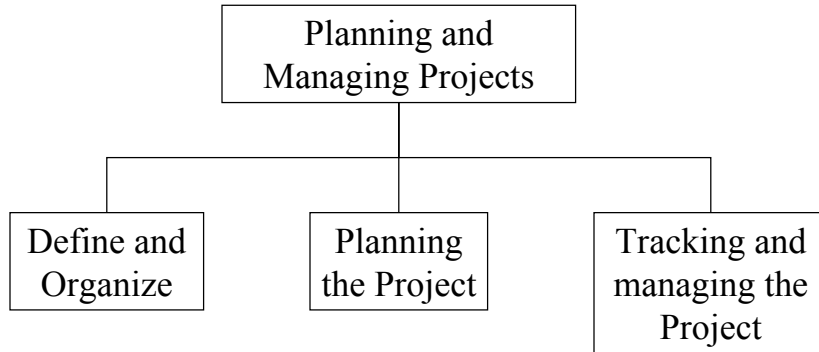 Planning and
Managing Projects
Define and
Organize
Planning
the Project
Tracking and
managing the
Project